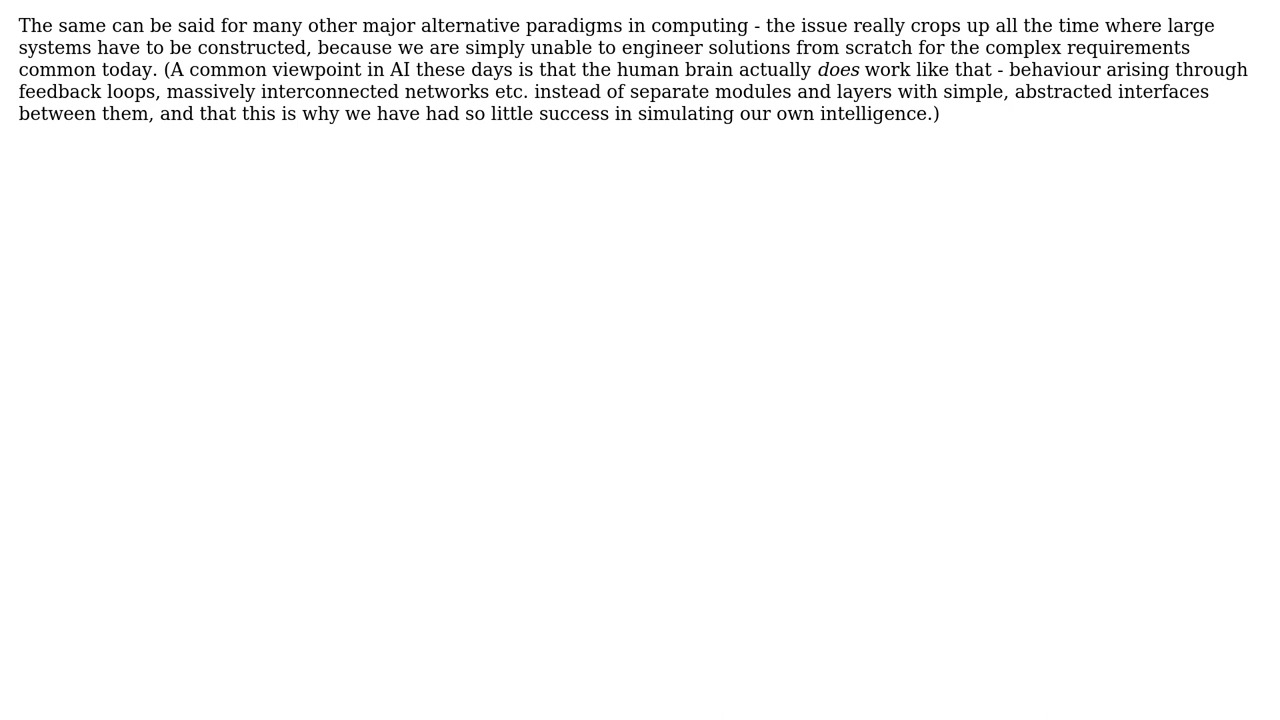 The same can be said for many other major alternative paradigms in computing - the issue really crops up all the time where large
systems have to be constructed, because we are simply unable to engineer solutions from scratch for the complex requirements
common today. (A common viewpoint in AI these days is that the human brain actually does work like that - behaviour arising through
feedback loops, massively interconnected networks etc. instead of separate modules and layers with simple, abstracted interfaces
between them, and that this is why we have had so little success in simulating our own intelligence.)